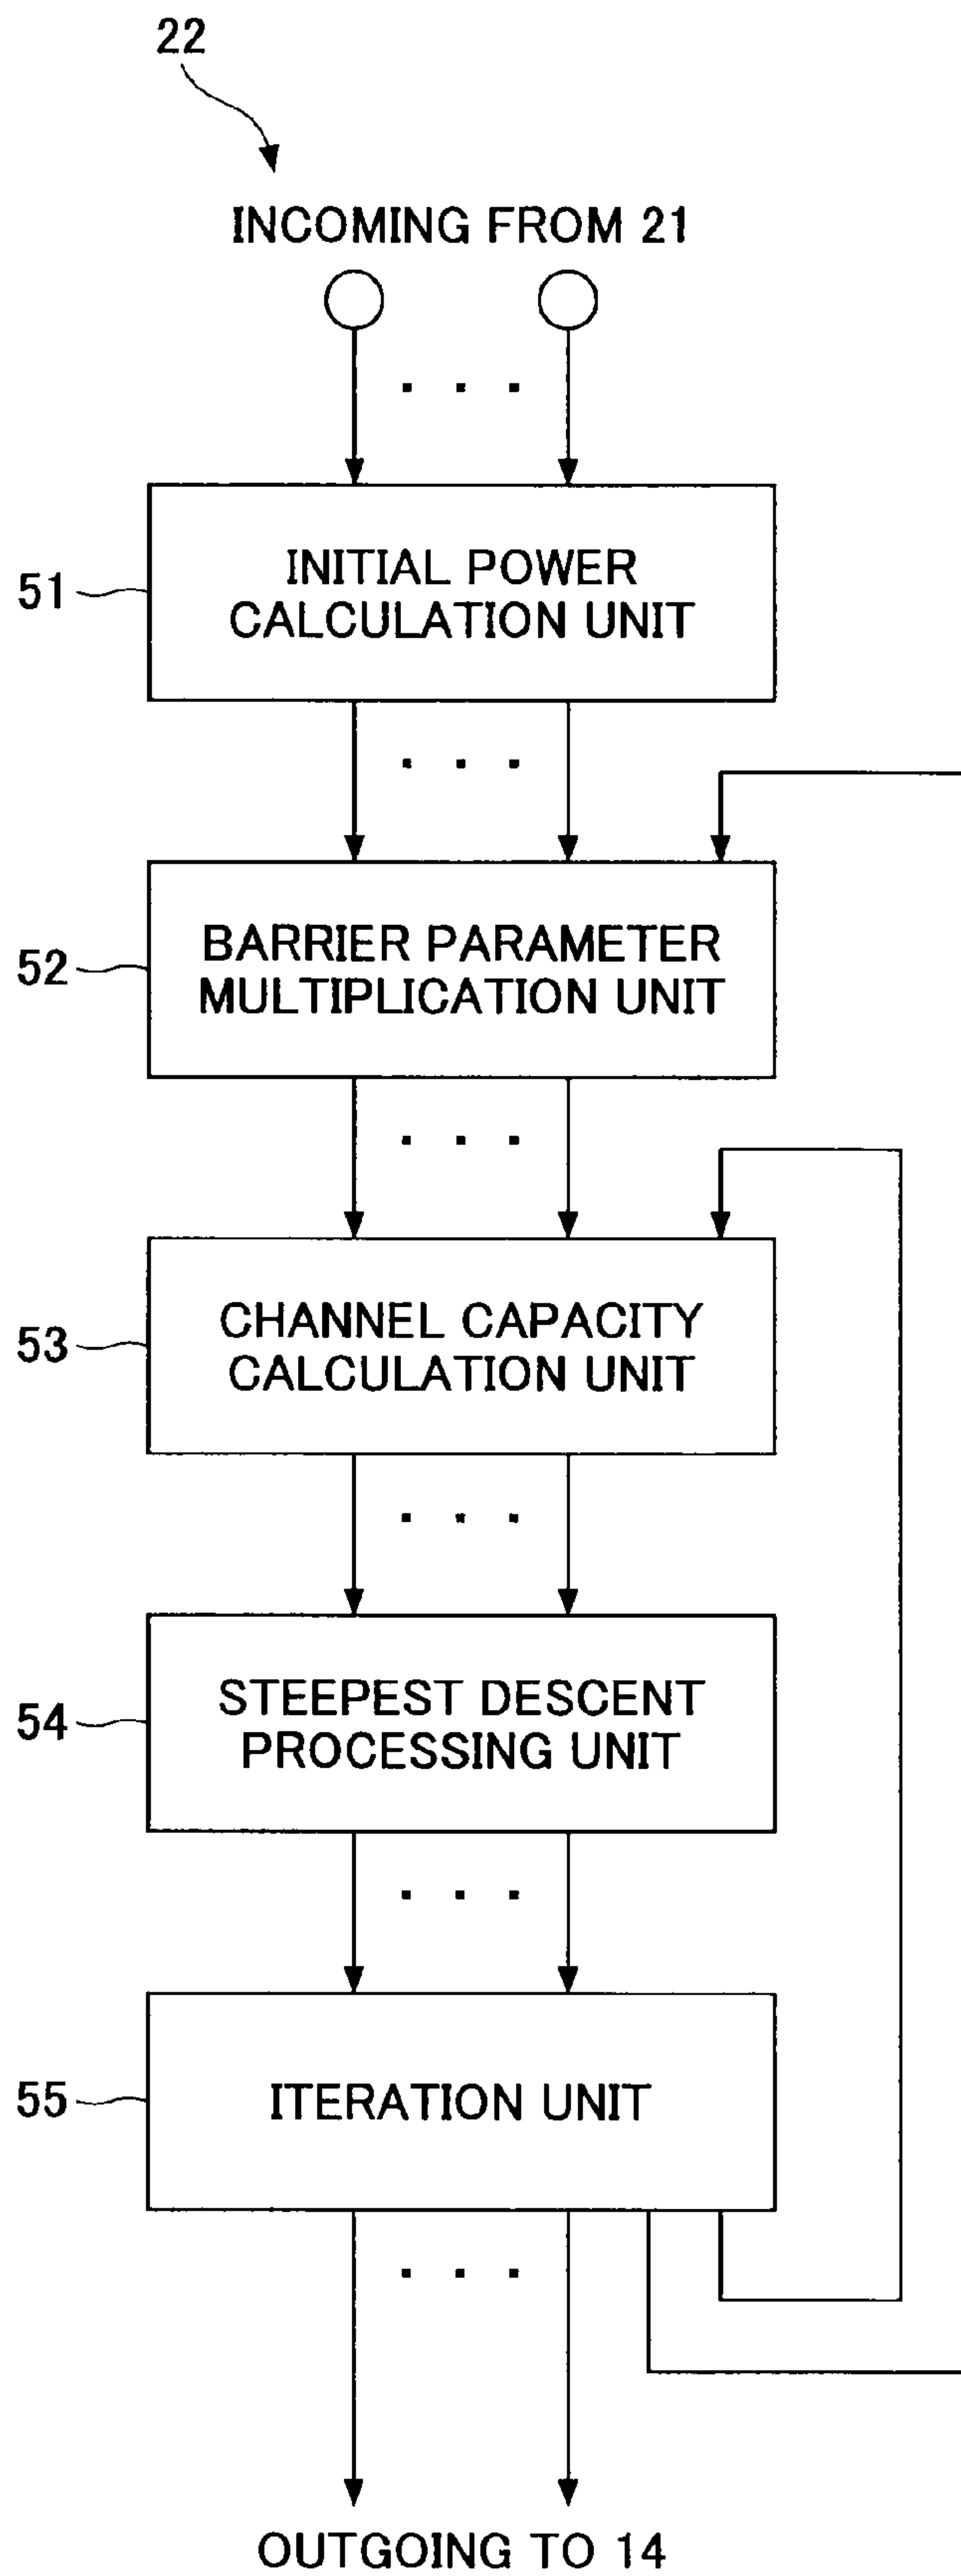 22
INCOMING FROM 21
. . .
51
INITIAL POWER
CALCULATION UNIT
. . .
52
BARRIER PARAMETER
MULTIPLICATION UNIT
. . .
53
CHANNEL CAPACITY
CALCULATION UNIT
. . .
54
STEEPEST DESCENT
PROCESSING UNIT
. . .
55
ITERATION UNIT
. . .
OUTGOING TO 14